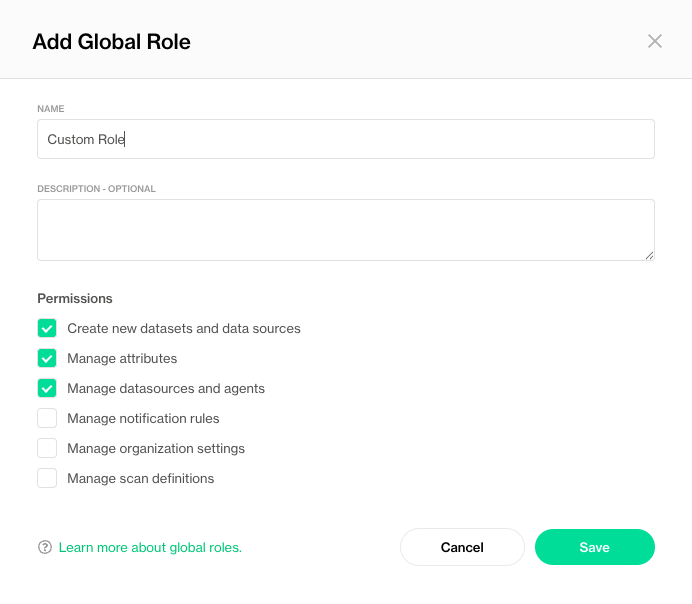 Add Global Role
NAME
Custom Role
DESCRIPTION - OPTIONAL
Permissions
Create new datasets and data sources
Manage attributes
Manage datasources and agents
Manage notification rules
Manage organization settings
Manage scan definitions
? Learn more about global roles.
Cancel
Save